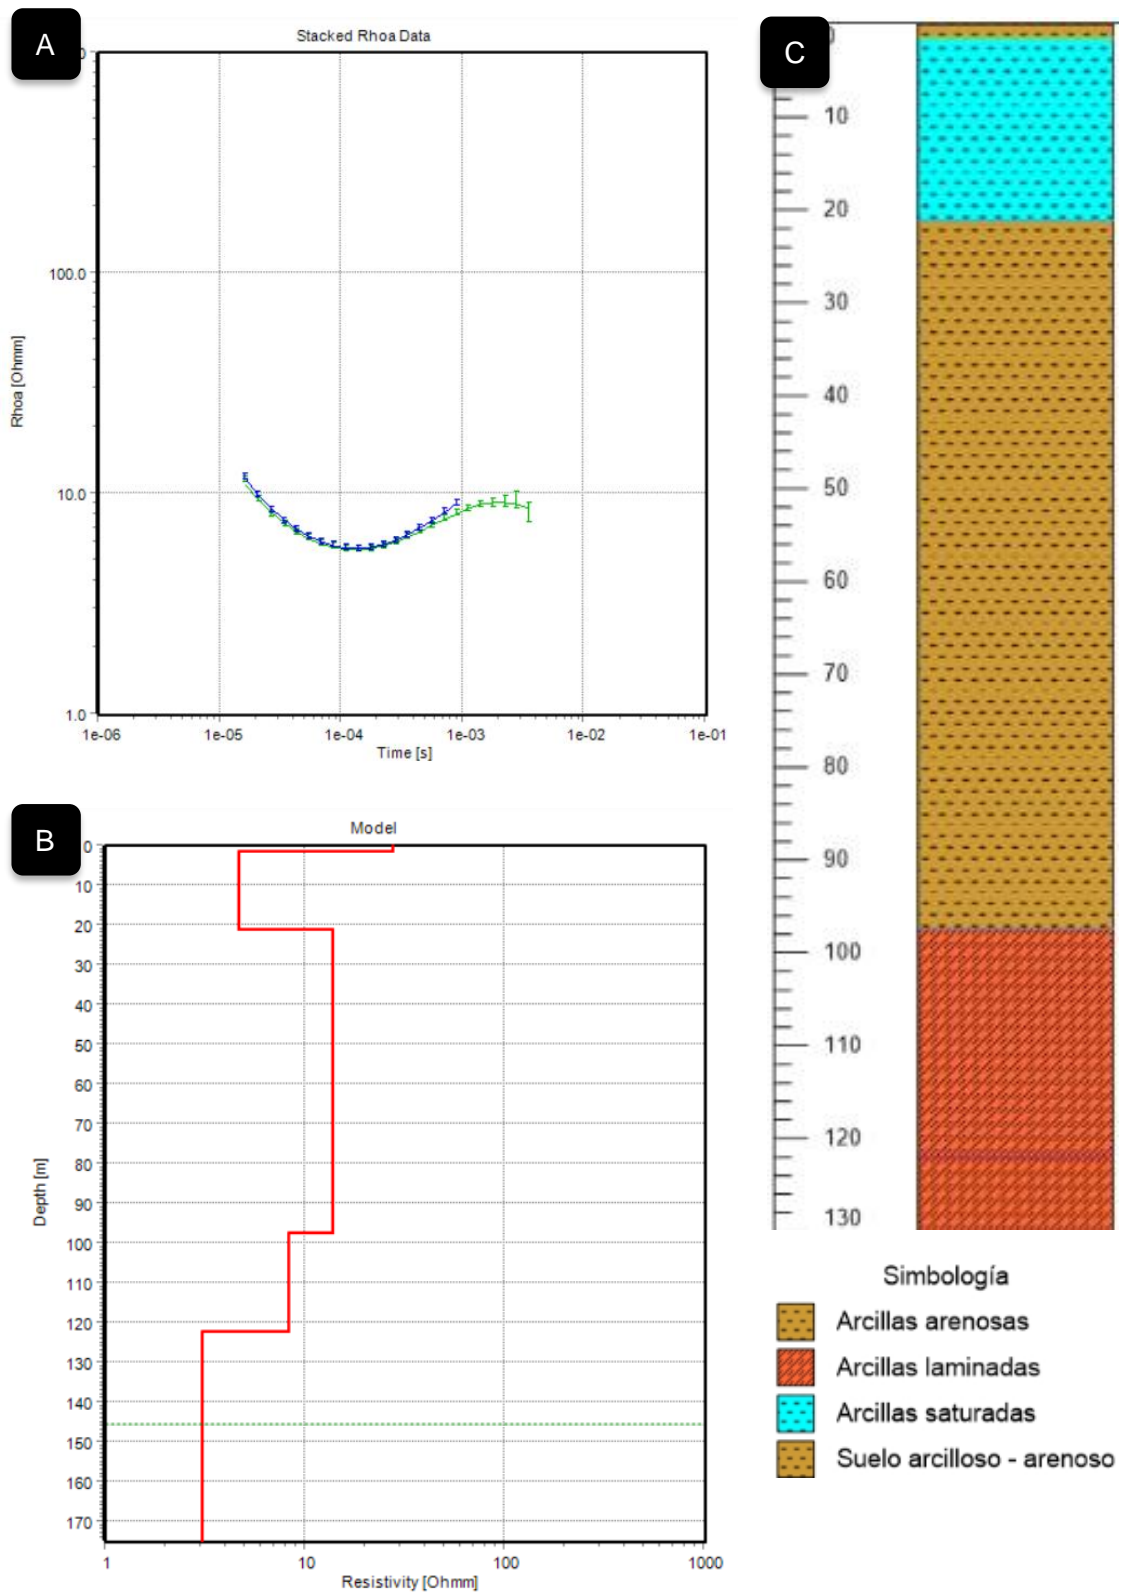 A
Stacked Rhoa Data
0
100.0
10.0
1.0
Rhoa [Ohmm]
1e-06 1e-05 1e-04 1e-03 1e-02 1e-01
Time [s]
B
Model
0
10
20
30
40
50
60
70
80
90
100
110
120
130
140
150
160
170
Depth [m]
1 10 100 1000
Resistivity [Ohmm]
C
10
20
30
40
50
60
70
80
90
100
110
120
130
Simbología
Arcillas arenosas
Arcillas laminadas
Arcillas saturadas
Suelo arcilloso - arenoso